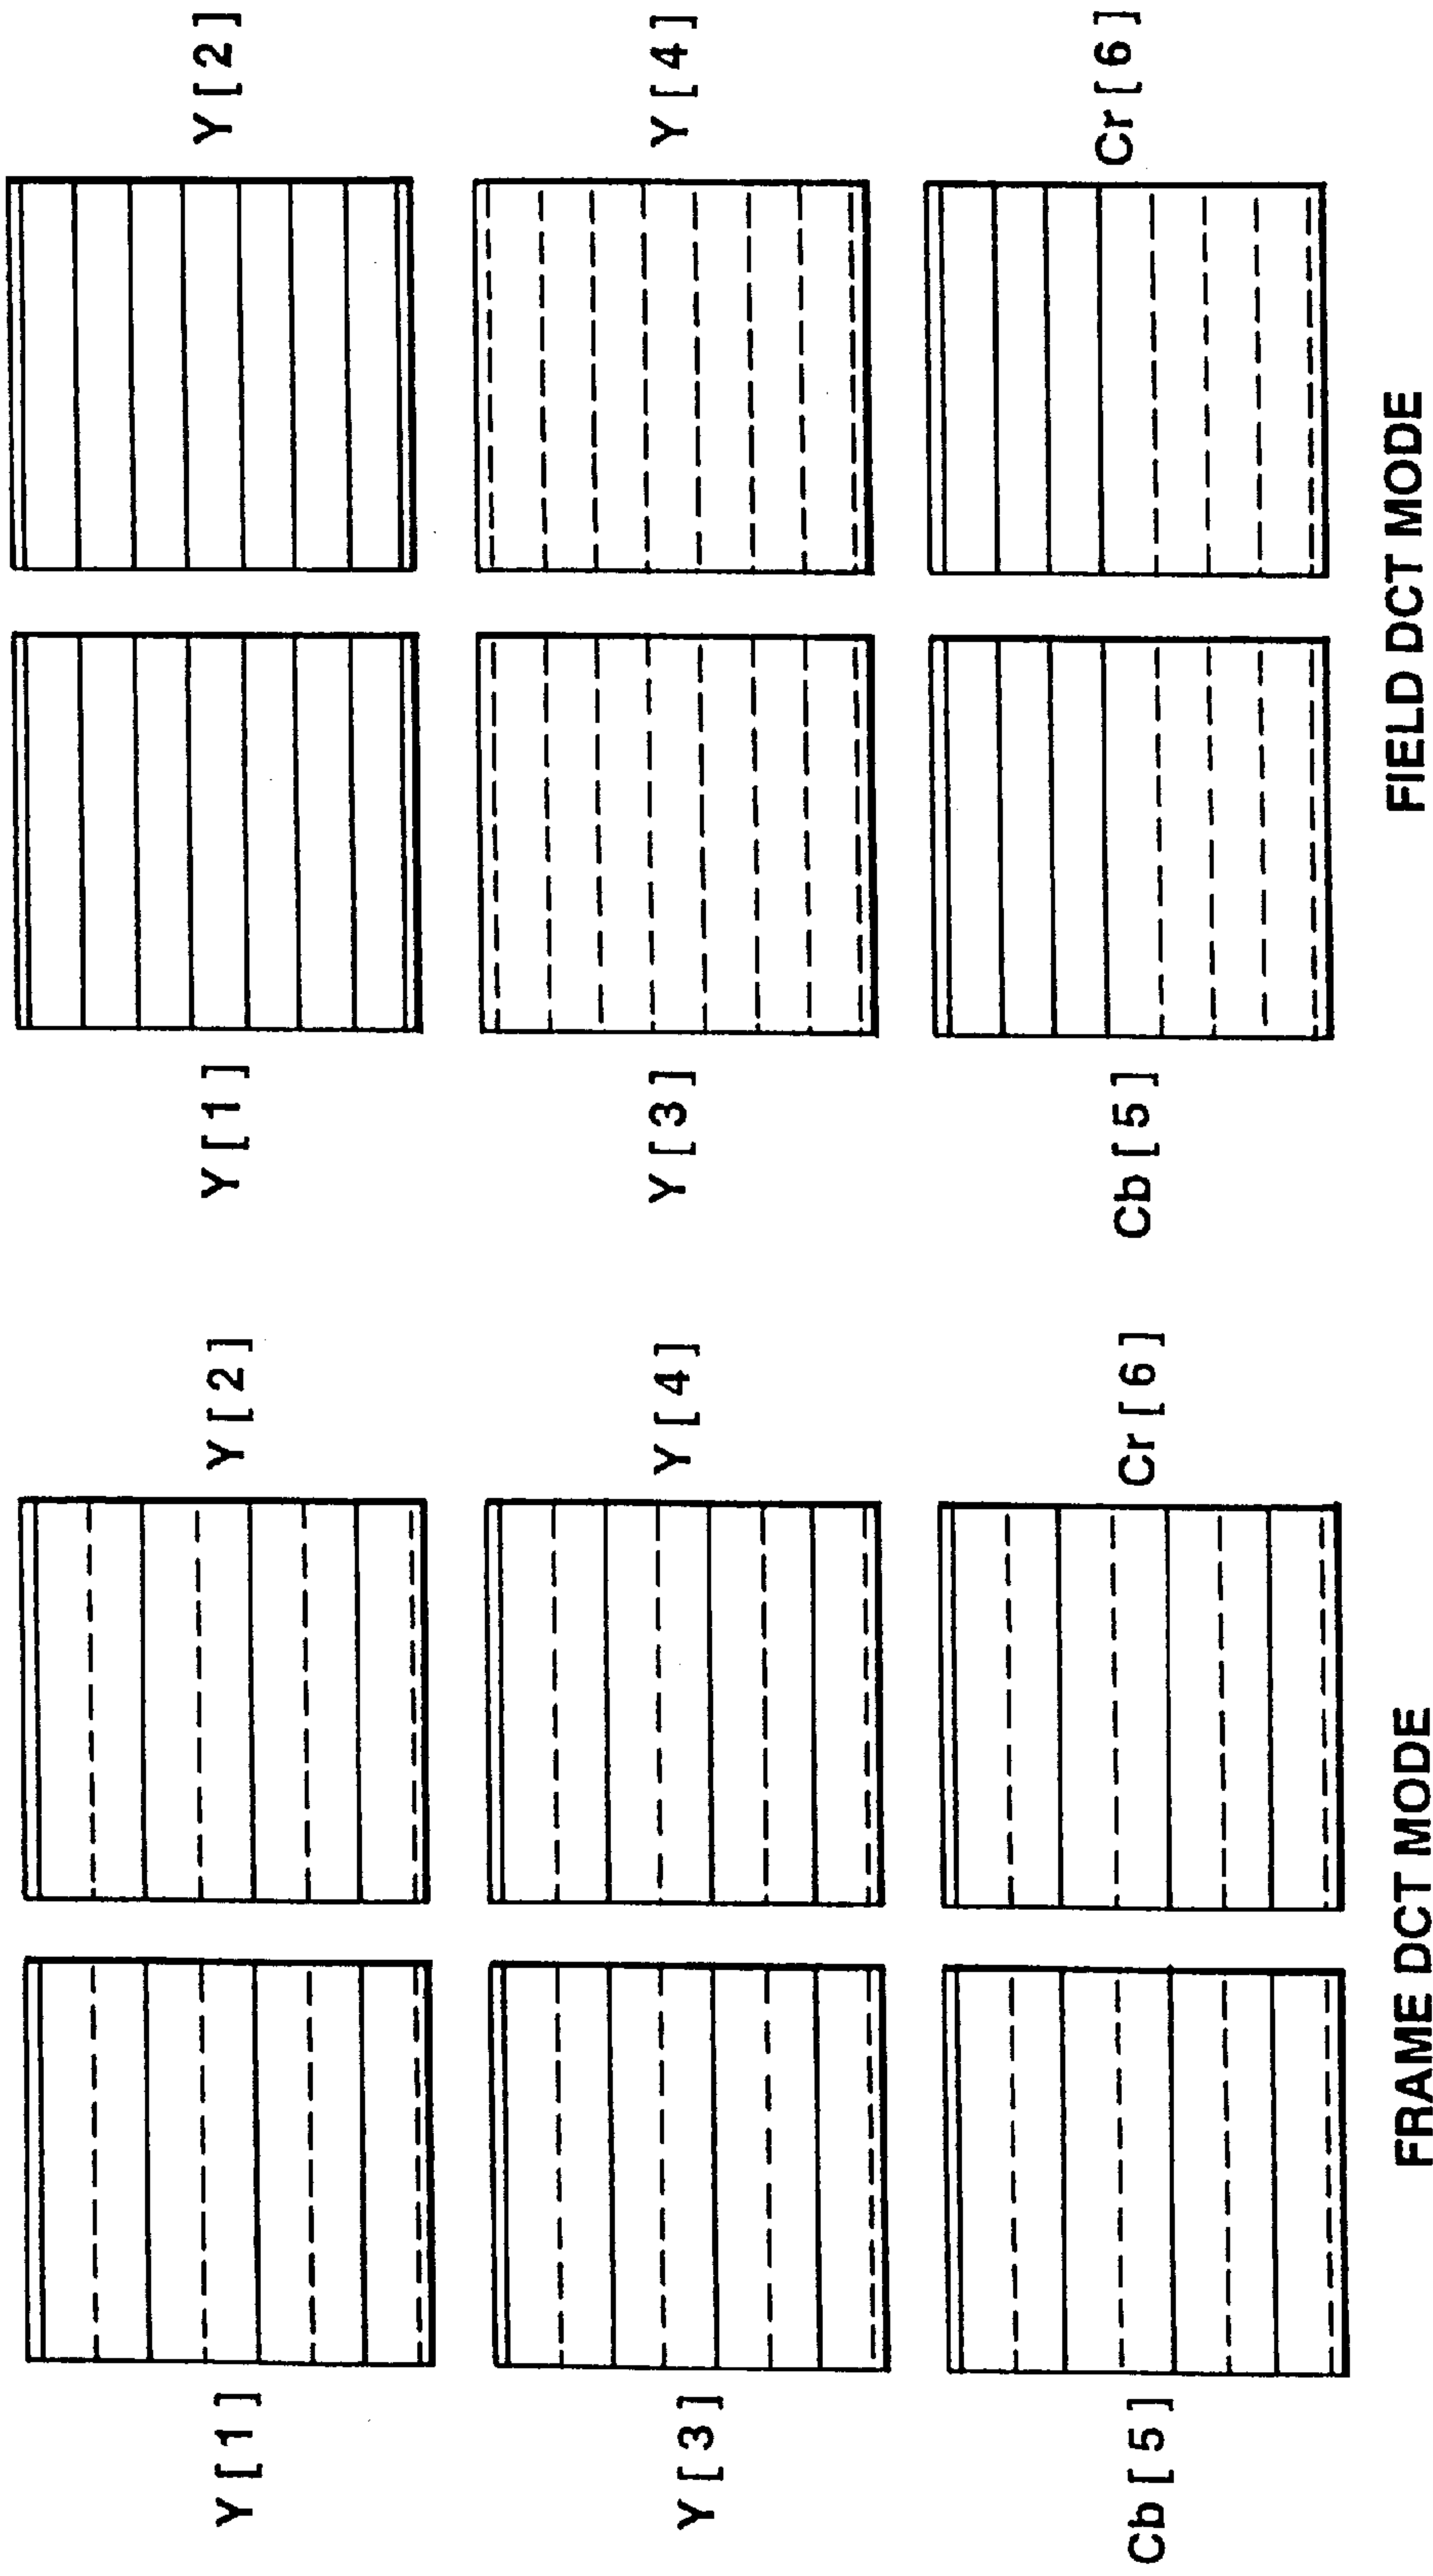 Y[1]
Y[2]
Y[3]
Y[4]
Cb[5]
Cr[6]
FRAME DCT MODE
Y[1]
Y[2]
Y[3]
Y[4]
Cb[5]
Cr[6]
FIELD DCT MODE